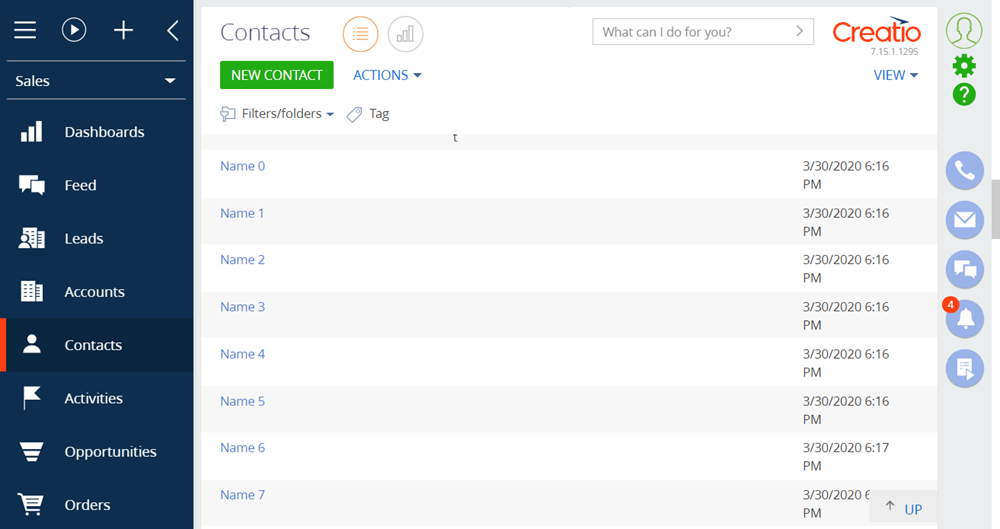 Sales
Dashboards
Feed
Leads
Accounts
Contacts
Activities
Opportunities
Orders
Contacts
What can I do for you?
Creatio
7.15.1.1295
NEW CONTACT
ACTIONS
VIEW
Filters/folders
Tag
t
Name 0
3/30/2020 6:16
PM
Name 1
3/30/2020 6:16
PM
Name 2
3/30/2020 6:16
PM
Name 3
3/30/2020 6:16
PM
Name 4
3/30/2020 6:16
PM
Name 5
3/30/2020 6:16
PM
Name 6
3/30/2020 6:17
PM
Name 7
3/30/2020
PM
UP
?
4